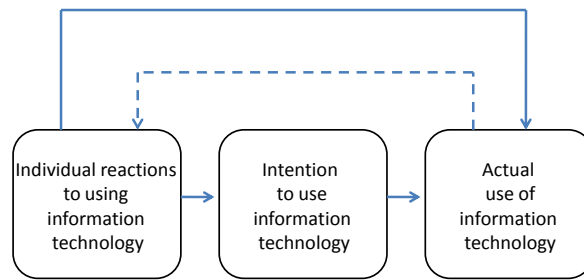 Individual reactions
to using
information
technology
Intention
to use
information
technology
Actual
use of
information
technology